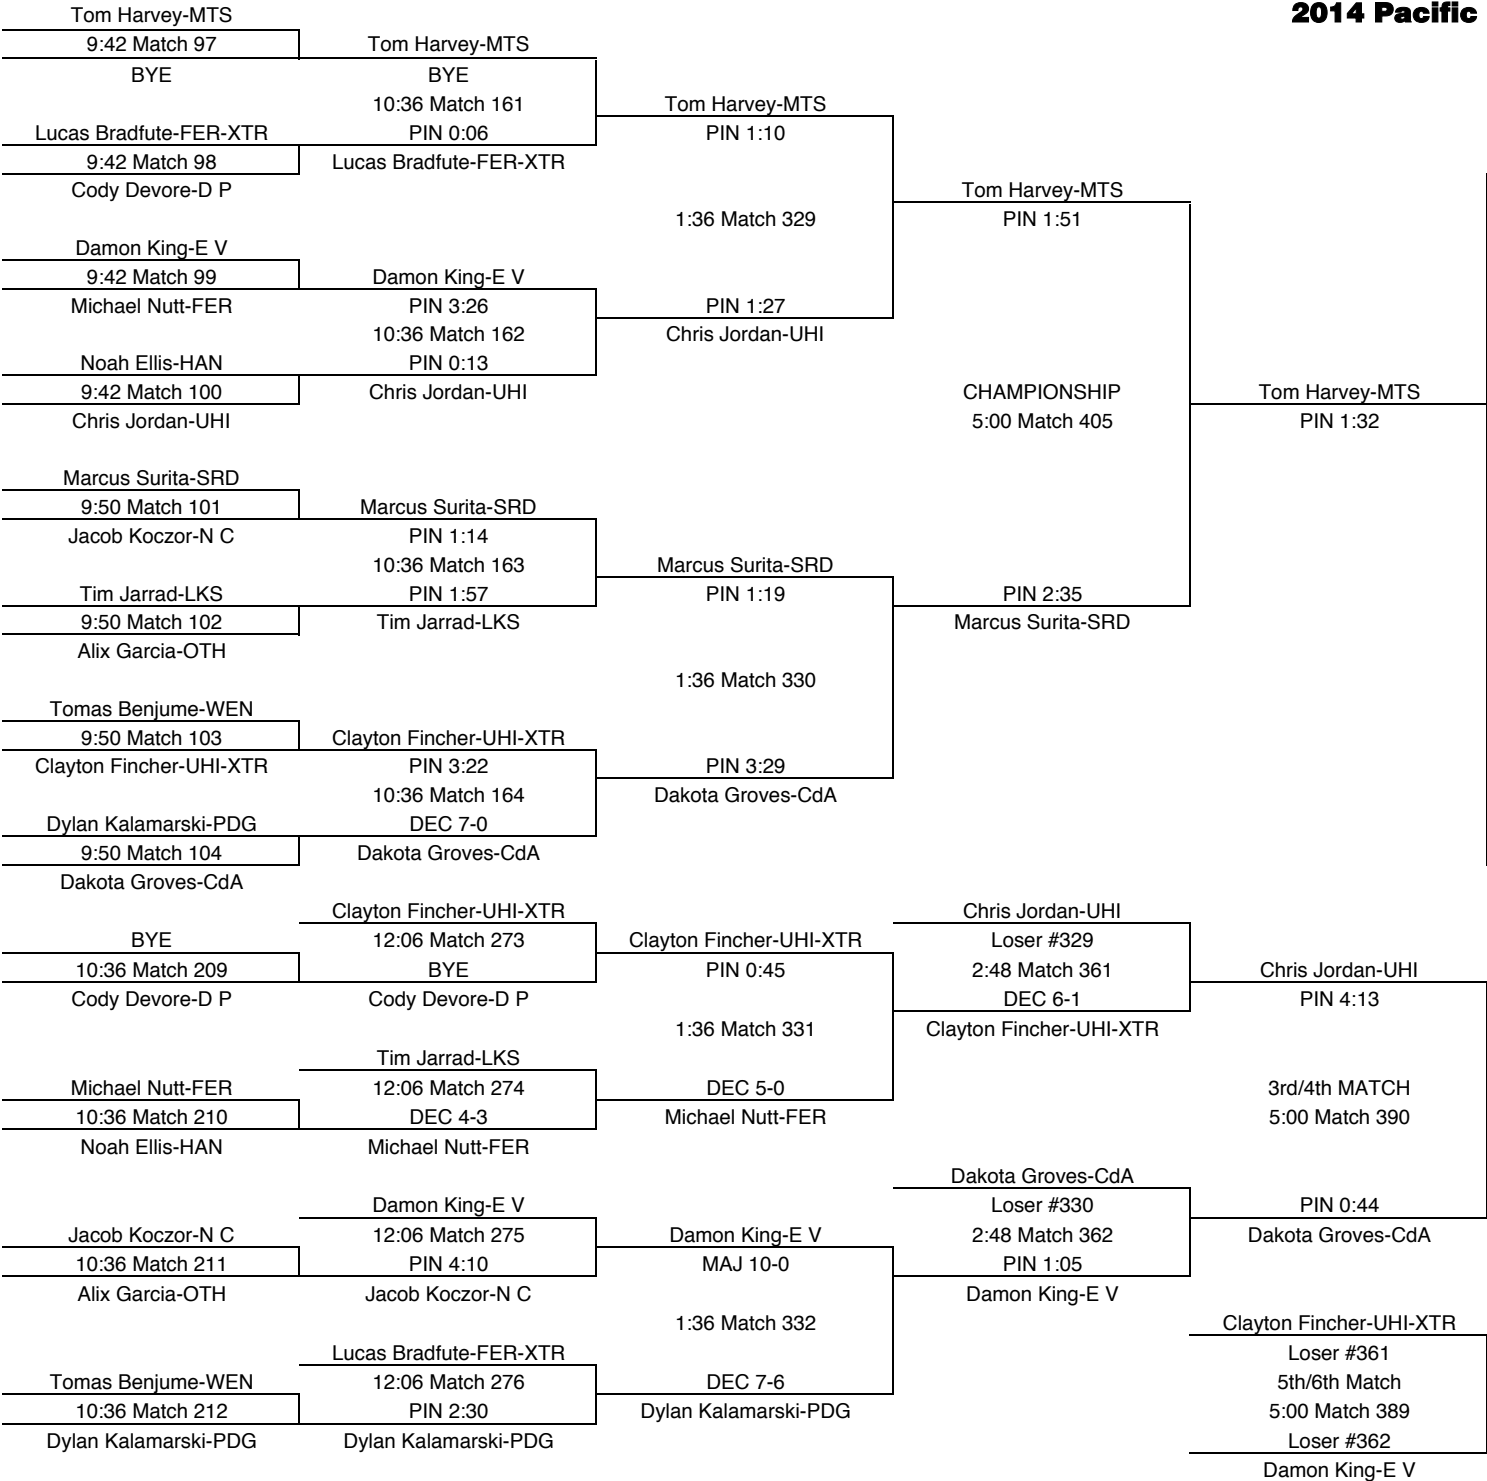 2014 Pacific
Tom Harvey-MTS
9:42 Match 97
BYE
Lucas Bradfute-FER-XTR
9:42 Match 98
Cody Devore-D P
Damon King-E V
9:42 Match 99
Michael Nutt-FER
Noah Ellis-HAN
9:42 Match 100
Chris Jordan-UHI
Marcus Surita-SRD
9:50 Match 101
Jacob Koczor-N C
Tim Jarrad-LKS
9:50 Match 102
Alix Garcia-OTH
Tomas Benjume-WEN
9:50 Match 103
Clayton Fincher-UHI-XTR
Dylan Kalamarski-PDG
9:50 Match 104
Dakota Groves-CdA
Tom Harvey-MTS
BYE
10:36 Match 161
PIN 0:06
Lucas Bradfute-FER-XTR
Damon King-E V
PIN 3:26
10:36 Match 162
PIN 0:13
Chris Jordan-UHI
Marcus Surita-SRD
PIN 1:14
10:36 Match 163
PIN 1:57
Tim Jarrad-LKS
Clayton Fincher-UHI-XTR
PIN 3:22
10:36 Match 164
DEC 7-0
Dakota Groves-CdA
Tom Harvey-MTS
PIN 1:10
1:36 Match 329
PIN 1:27
Chris Jordan-UHI
Marcus Surita-SRD
PIN 1:19
1:36 Match 330
PIN 3:29
Dakota Groves-CdA
Tom Harvey-MTS
PIN 1:51
CHAMPIONSHIP
5:00 Match 405
PIN 2:35
Marcus Surita-SRD
Tom Harvey-MTS
PIN 1:32
BYE
10:36 Match 209
Cody Devore-D P
Michael Nutt-FER
10:36 Match 210
Noah Ellis-HAN
Jacob Koczor-N C
10:36 Match 211
Alix Garcia-OTH
Tomas Benjume-WEN
10:36 Match 212
Dylan Kalamarski-PDG
Clayton Fincher-UHI-XTR
12:06 Match 273
BYE
Cody Devore-D P
Tim Jarrad-LKS
12:06 Match 274
DEC 4-3
Michael Nutt-FER
Damon King-E V
12:06 Match 275
PIN 4:10
Jacob Koczor-N C
Lucas Bradfute-FER-XTR
12:06 Match 276
PIN 2:30
Dylan Kalamarski-PDG
Clayton Fincher-UHI-XTR
PIN 0:45
1:36 Match 331
DEC 5-0
Michael Nutt-FER
Damon King-E V
MAJ 10-0
1:36 Match 332
DEC 7-6
Dylan Kalamarski-PDG
Chris Jordan-UHI
Loser #329
2:48 Match 361
DEC 6-1
Clayton Fincher-UHI-XTR
Dakota Groves-CdA
Loser #330
2:48 Match 362
PIN 1:05
Damon King-E V
Chris Jordan-UHI
PIN 4:13
3rd/4th MATCH
5:00 Match 390
PIN 0:44
Dakota Groves-CdA
Clayton Fincher-UHI-XTR
Loser #361
5th/6th Match
5:00 Match 389
Loser #362
Damon King-E V